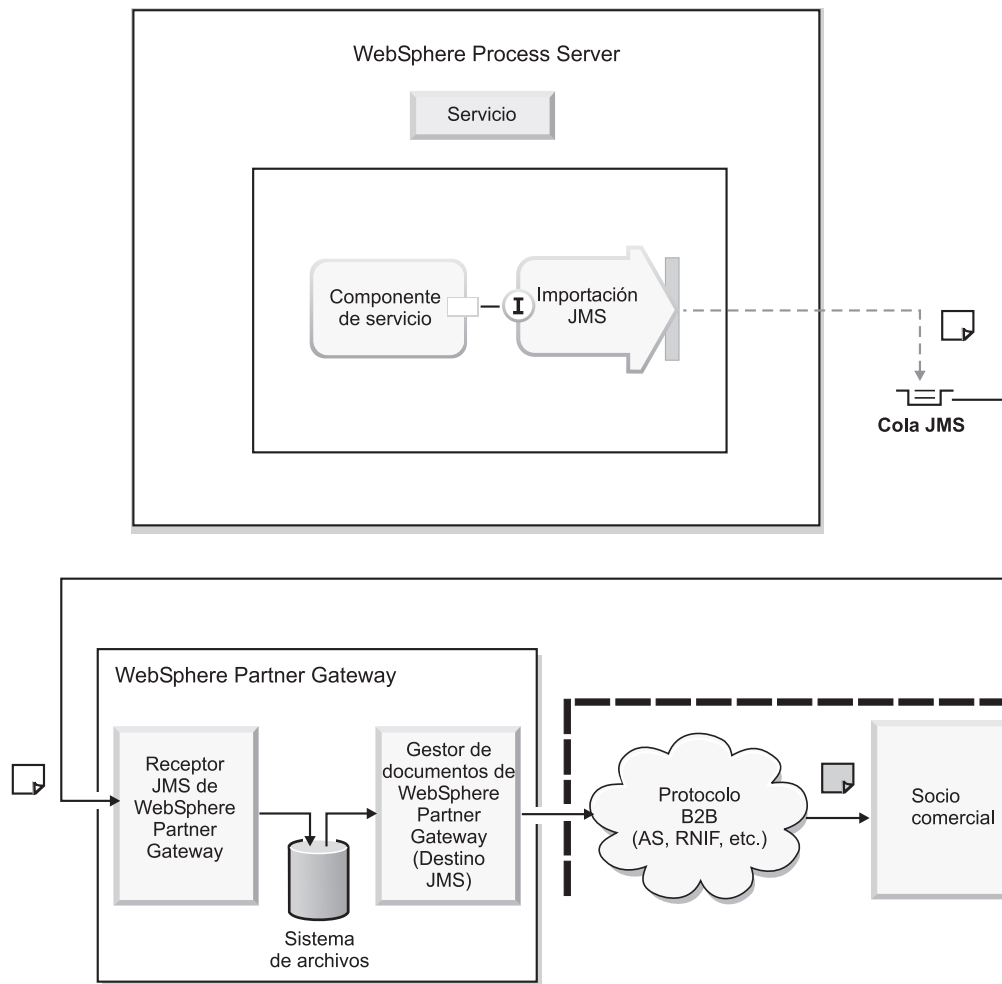 WebSphere Process Server
Servicio
Componente
de servicio
I
Importación
JMS
Cola JMS
WebSphere Partner Gateway
Receptor
JMS de
WebSphere
Partner
Gateway
Sistema
de archivos
Gestor de
documentos de
WebSphere
Partner
Gateway
(Destino
JMS)
Protocolo
B2B
(AS, RNIF, etc.)
Socio
comercial